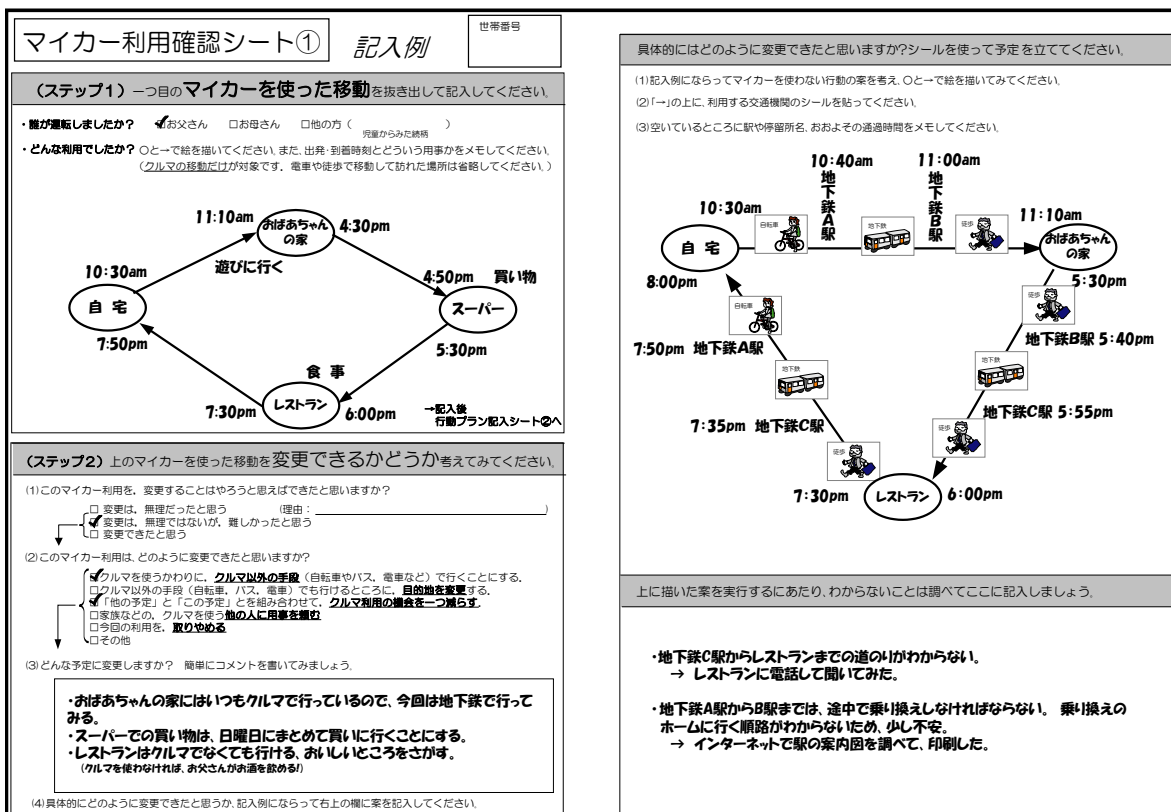 マイカー利用確認シート①
記入例
世帯番号
(ステップ1) 一つ目のマイカーを使った移動を抜き出して記入してください。
・誰が運転しましたか? ☑お父さん □お母さん □他の方( )
児童からみた続柄
・どんな利用でしたか? ○と→で絵を描いてください。また、出発・到着時刻とどういう用事かをメモしてください。
(クルマの移動だけが対象です。電車や徒歩で移動して訪れた場所は省略してください。)
11:10am
おばあちゃん
の家
4:30pm
遊びに行く
10:30am
自 宅
7:50pm
4:50pm 買い物
スーパー
5:30pm
食 事
7:30pm
レストラン
6:00pm
→記入後
行動プラン記入シート②へ
(ステップ2) 上のマイカーを使った移動を変更できるかどうか考えてみてください。
(1)このマイカー利用を、変更することはやろうと思えばできたと思いますか?
□ 変更は、無理だったと思う (理由: )
☑ 変更は、無理ではないが、難しかったと思う
□ 変更できたと思う
(2)このマイカー利用は、どのように変更できたと思いますか?
☑クルマを使うかわりに、クルマ以外の手段(自転車やバス、電車など)で行くことにする。
□クルマ以外の手段(自転車、バス、電車)でも行けるところに、目的地を変更する。
☑「他の予定」と「この予定」とを組み合わせて、クルマ利用の機会を一つ減らす。
□家族などの、クルマを使う他の人に用事を頼む
□今回の利用を、取りやめる
□その他
(3)どんな予定に変更しますか? 簡単にコメントを書いてみましょう。
・おばあちゃんの家にはいつもクルマで行っているので、今回は地下鉄で行って
みる。
・スーパーでの買い物は、日曜日にまとめて買いに行くことにする。
・レストランはクルマでなくても行ける、おいしいところをさがす。
(クルマを使わなければ、お父さんがお酒を飲める!)
(4)具体的にどのように変更できたと思うか、記入例にならって右上の欄に案を記入してください。
具体的にはどのように変更できたと思いますか?シールを使って予定を立ててください。
(1)記入例にならってマイカーを使わない行動の案を考え、○と→で絵を描いてみてください。
(2)「→」の上に、利用する交通機関のシールを貼ってください。
(3)空いているところに駅や停留所名、おおよその通過時間をメモしてください。
10:40am
地下鉄A駅
11:00am
地下鉄B駅
10:30am
自 宅
8:00pm
自転車
地下鉄
徒歩
11:10am
おばあちゃん
の家
5:30pm
徒歩
地下鉄B駅 5:40pm
地下鉄
地下鉄C駅 5:55pm
徒歩
レストラン
6:00pm
7:30pm
徒歩
7:35pm 地下鉄C駅
地下鉄
7:50pm 地下鉄A駅
自転車
上に描いた案を実行するにあたり、わからないことは調べてここに記入しましょう。
・地下鉄C駅からレストランまでの道のりがわからない。
→ レストランに電話して聞いてみた。
・地下鉄A駅からB駅までは、途中で乗り換えしなければならない。 乗り換えの
ホームに行く順路がわからないため、少し不安。
→ インターネットで駅の案内図を調べて、印刷した。